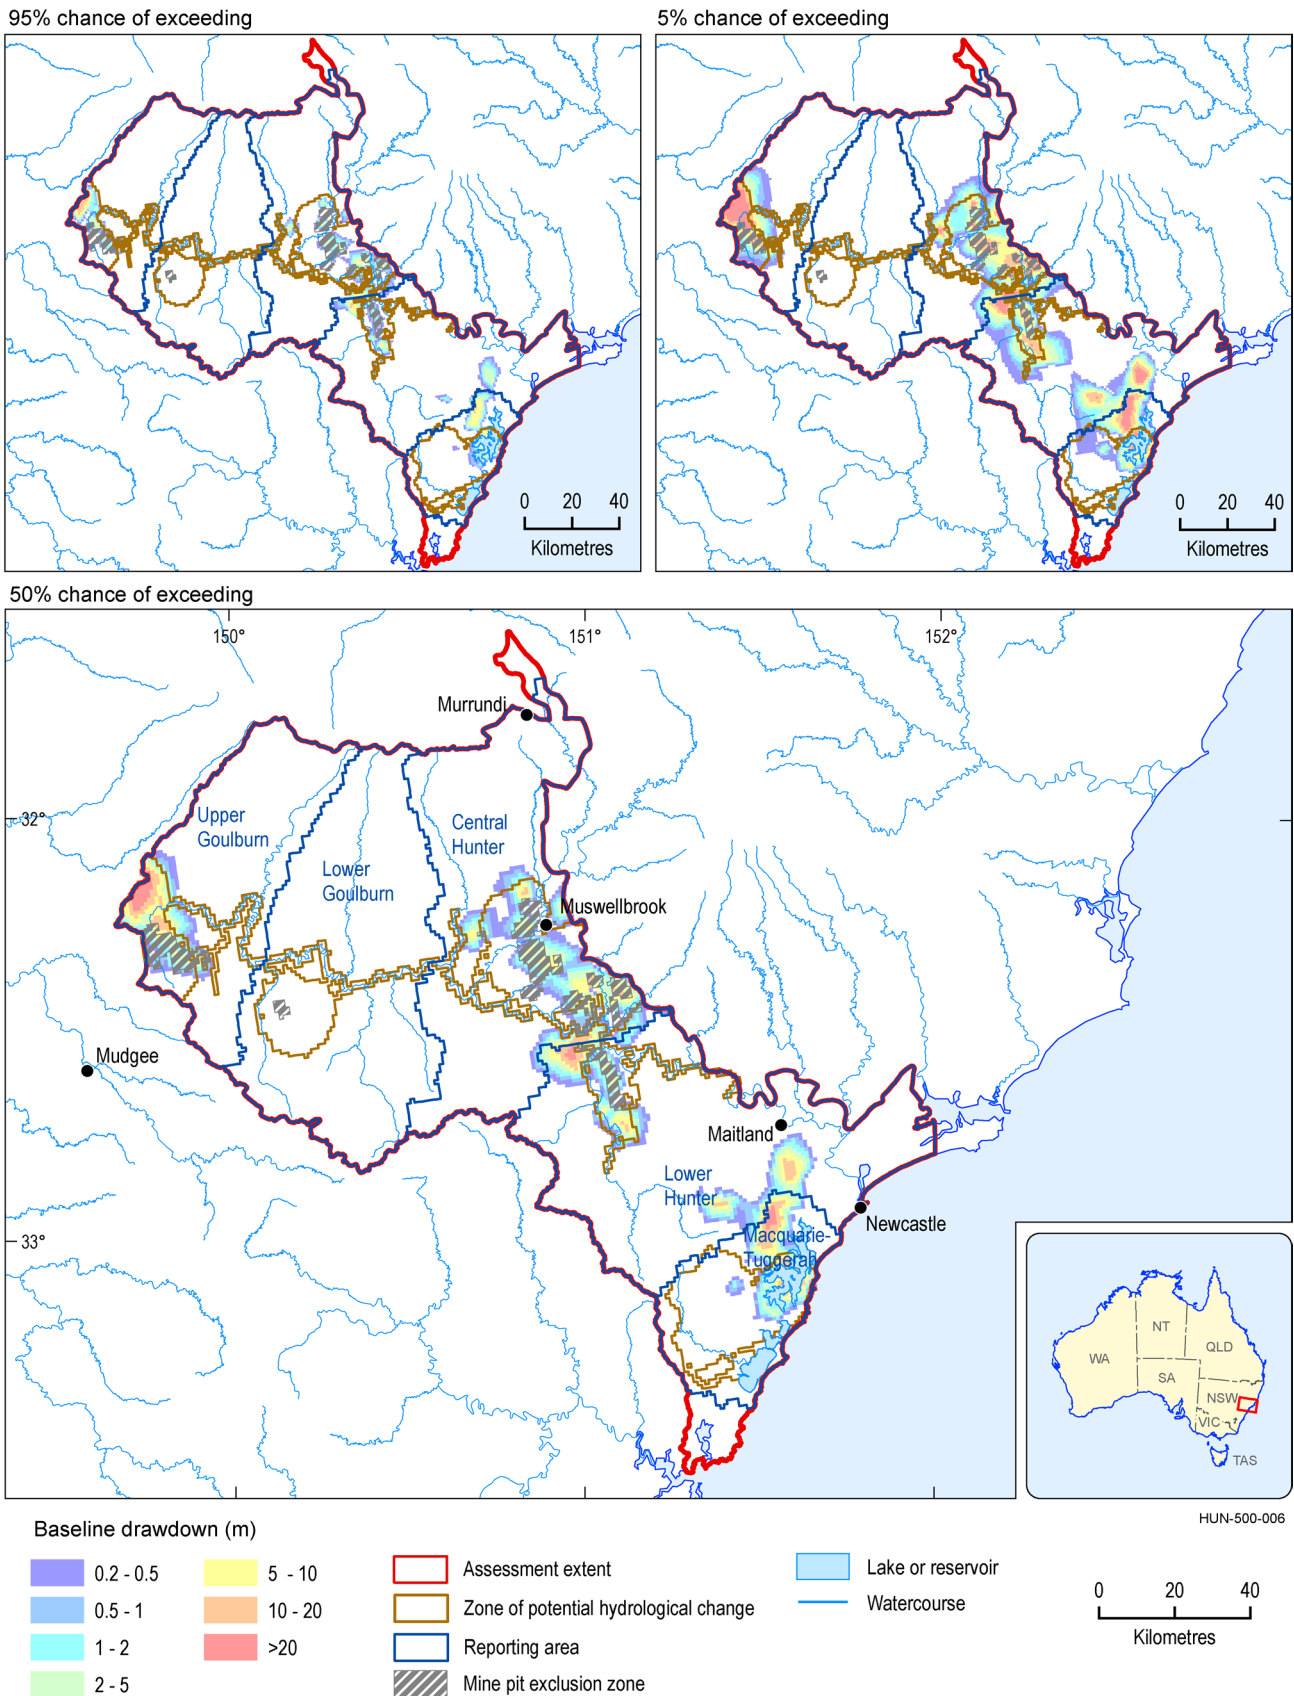 95% chance of exceeding
5% chance of exceeding
0 20 40
Kilometres
0 20 40
Kilometres
50% chance of exceeding
150°
151°
152°
Murrundi
32°
Upper
Goulburn
Central
Hunter
Lower
Goulburn
Muswellbrook
Mudgee
Maitland
Lower
Hunter
Newcastle
33°
Macquarie-
Tuggerah
NT
QLD
WA
SA
NSW
VIC
TAS
HUN-500-006
Baseline drawdown (m)
0.2 - 0.5
0.5 - 1
1 - 2
2 - 5
5 - 10
10 - 20
>20
Assessment extent
Zone of potential hydrological change
Reporting area
Mine pit exclusion zone
Lake or reservoir
Watercourse
0 20 40
Kilometres